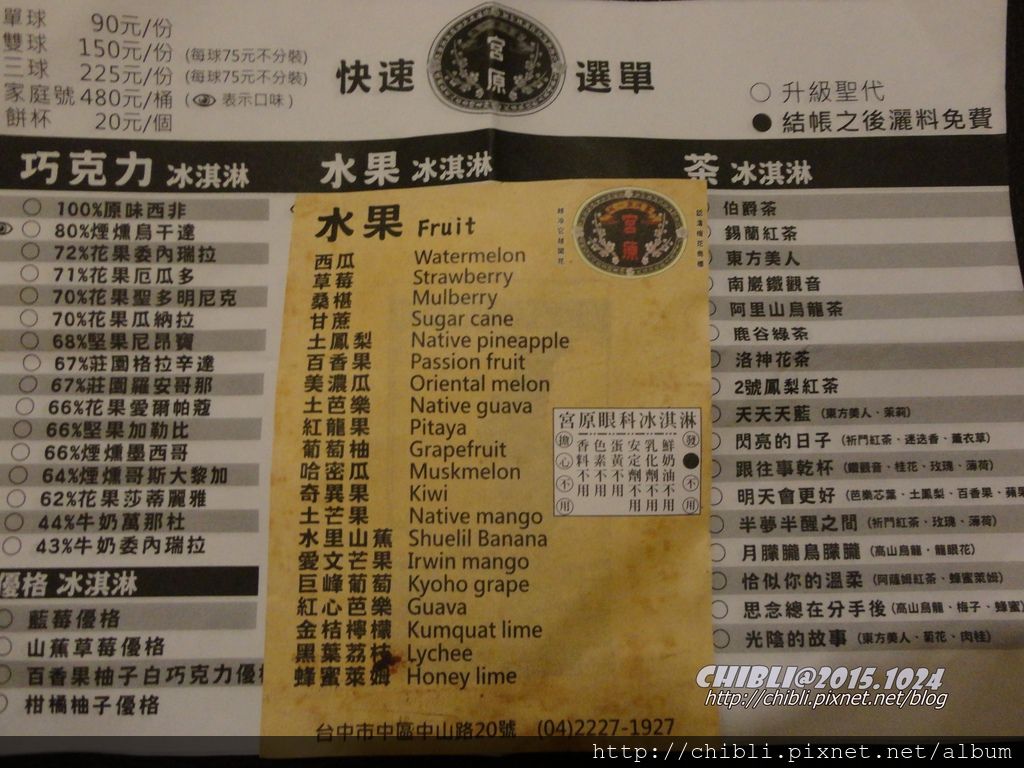 單球 90元/份
雙球 150元/份 (每球75元不分裝)
三球 225元/份 (每球75元不分裝)
家庭號 480元/桶 (表示口味)
餅杯 20元/個
快速 宮原 選單
升級聖代
結帳之後灑料免費
巧克力 冰淇淋
100%原味西非
80%煙燻烏干達
72%花果委內瑞拉
71%花果厄瓜多
70%花果聖多明尼克
70%花果瓜納拉
68%堅果尼昂寶
67%莊園格拉辛達
67%莊園羅安哥那
66%花果愛爾帕蔻
66%堅果加勒比
66%煙燻墨西哥
64%煙燻哥斯大黎加
62%花果莎蒂麗雅
44%牛奶萬那杜
43%牛奶委內瑞拉
優格 冰淇淋
藍莓優格
山蕉草莓優格
百香果柚子白巧克力優
柑橘柚子優格
水果 冰淇淋
水果 Fruit
宮原
西瓜 Watermelon
草莓 Strawberry
桑椹 Mulberry
甘蔗 Sugar cane
土鳳梨 Native pineapple
百香果 Passion fruit
美濃瓜 Oriental melon
土芭樂 Native guava
紅龍果 Pitaya
葡萄柚 Grapefruit
哈密瓜 Muskmelon
奇異果 Kiwi
土芒果 Native mango
水里山蕉 Shuelil Banana
愛文芒果 Irwin mango
巨峰葡萄 Kyoho grape
紅心芭樂 Guava
金桔檸檬 Kumquat lime
黑葉荔枝 Lychee
蜂蜜萊姆 Honey lime
宮原眼科冰淇淋
擔心不用
香料不用
色素不用
蛋黃不用
安定劑不用
乳化劑不用
鮮奶油不用
發●不用
台中市中區中山路20號 (04)2227-1927
茶 冰淇淋
伯爵茶
錫蘭紅茶
東方美人
南巖鐵觀音
阿里山烏龍茶
鹿谷綠茶
洛神花茶
2號鳳梨紅茶
天天天藍 (東方美人·茉莉)
閃亮的日子 (祈門紅茶·迷迭香·薰衣草)
跟往事乾杯 (鐵觀音·桂花·玫瑰·薄荷)
明天會更好 (芭樂芯葉·土鳳梨·百香果·蘋果
半夢半醒之間 (祈門紅茶·玫瑰·薄荷)
月朦朧鳥朦朧 (高山烏龍·龍眼花)
恰似你的溫柔 (阿薩姆紅茶·蜂蜜萊姆)
思念總在分手後 (高山烏龍·梅子·蜂蜜)
光陰的故事 (東方美人·菊花·肉桂)
CHIBLI@2015.1024
http://chibli.pixnet.net/blog
http://chibli.pixnet.net/album